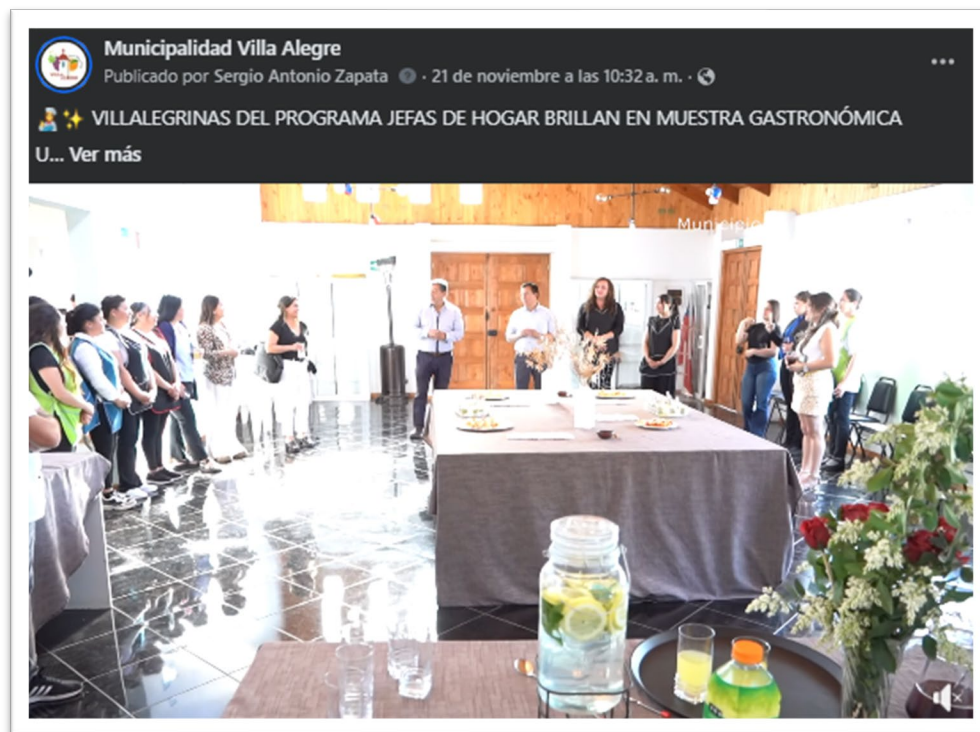 Municipalidad Villa Alegre
Publicado por Sergio Antonio Zapata · 21 de noviembre a las 10:32 a. m. ·
👩‍🍳✨ VILLALEGRINAS DEL PROGRAMA JEFAS DE HOGAR BRILLAN EN MUESTRA GASTRONÓMICA
U... Ver más
Municipio